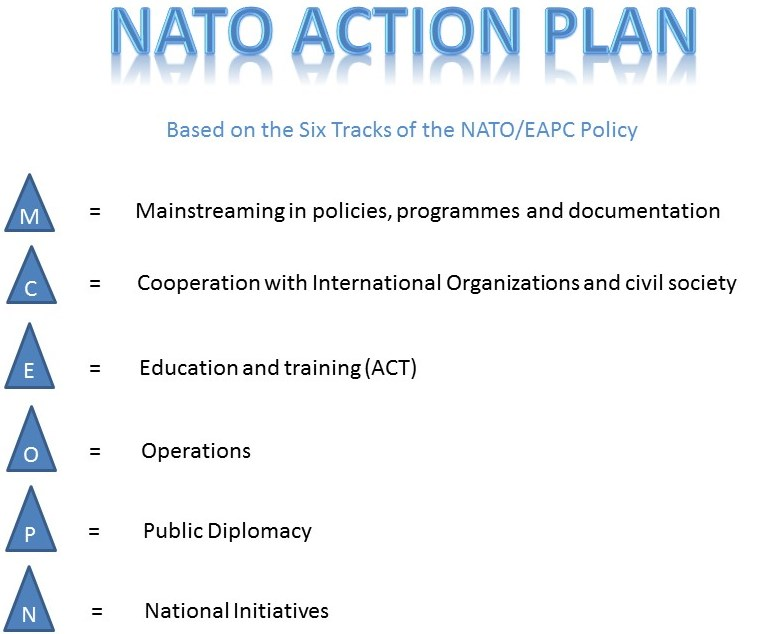 NATO ACTION PLAN
Based on the Six Tracks of the NATO/EAPC Policy
M = Mainstreaming in policies, programmes and documentation
C = Cooperation with International Organizations and civil society
E = Education and training (ACT)
O = Operations
P = Public Diplomacy
N = National Initiatives